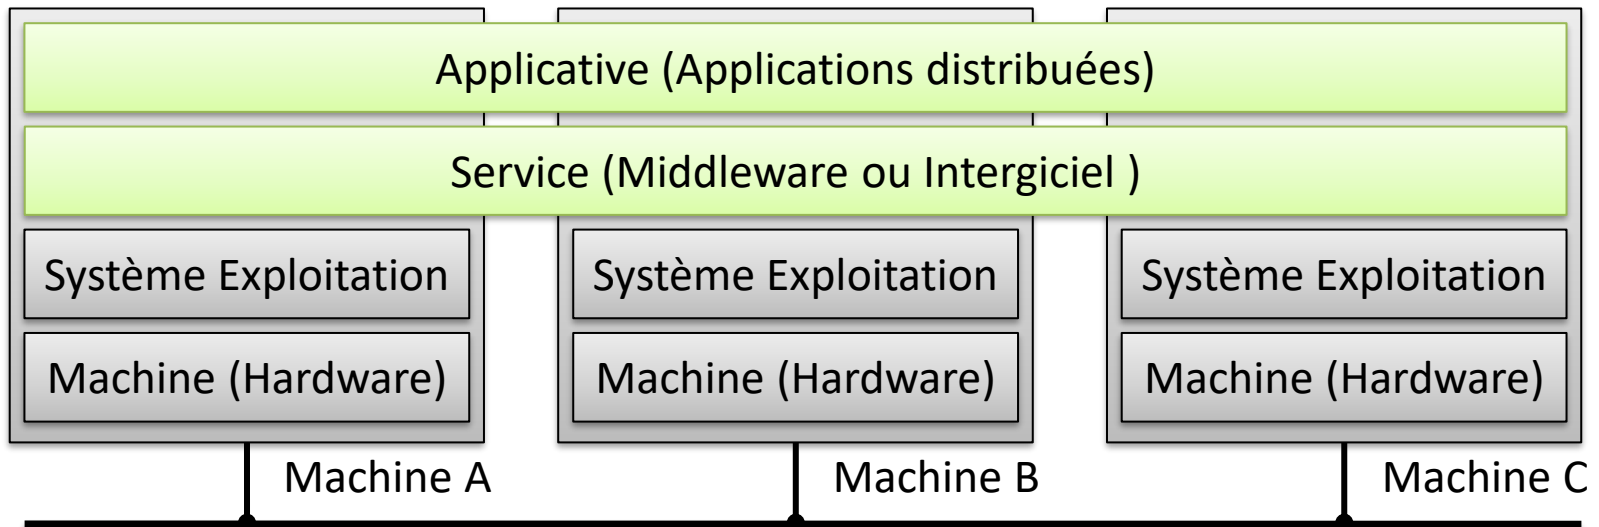 Applicative (Applications distribuées)
Service (Middleware ou Intergiciel )
Système Exploitation
Système Exploitation
Système Exploitation
Machine (Hardware)
Machine (Hardware)
Machine (Hardware)
Machine A
Machine B
Machine C